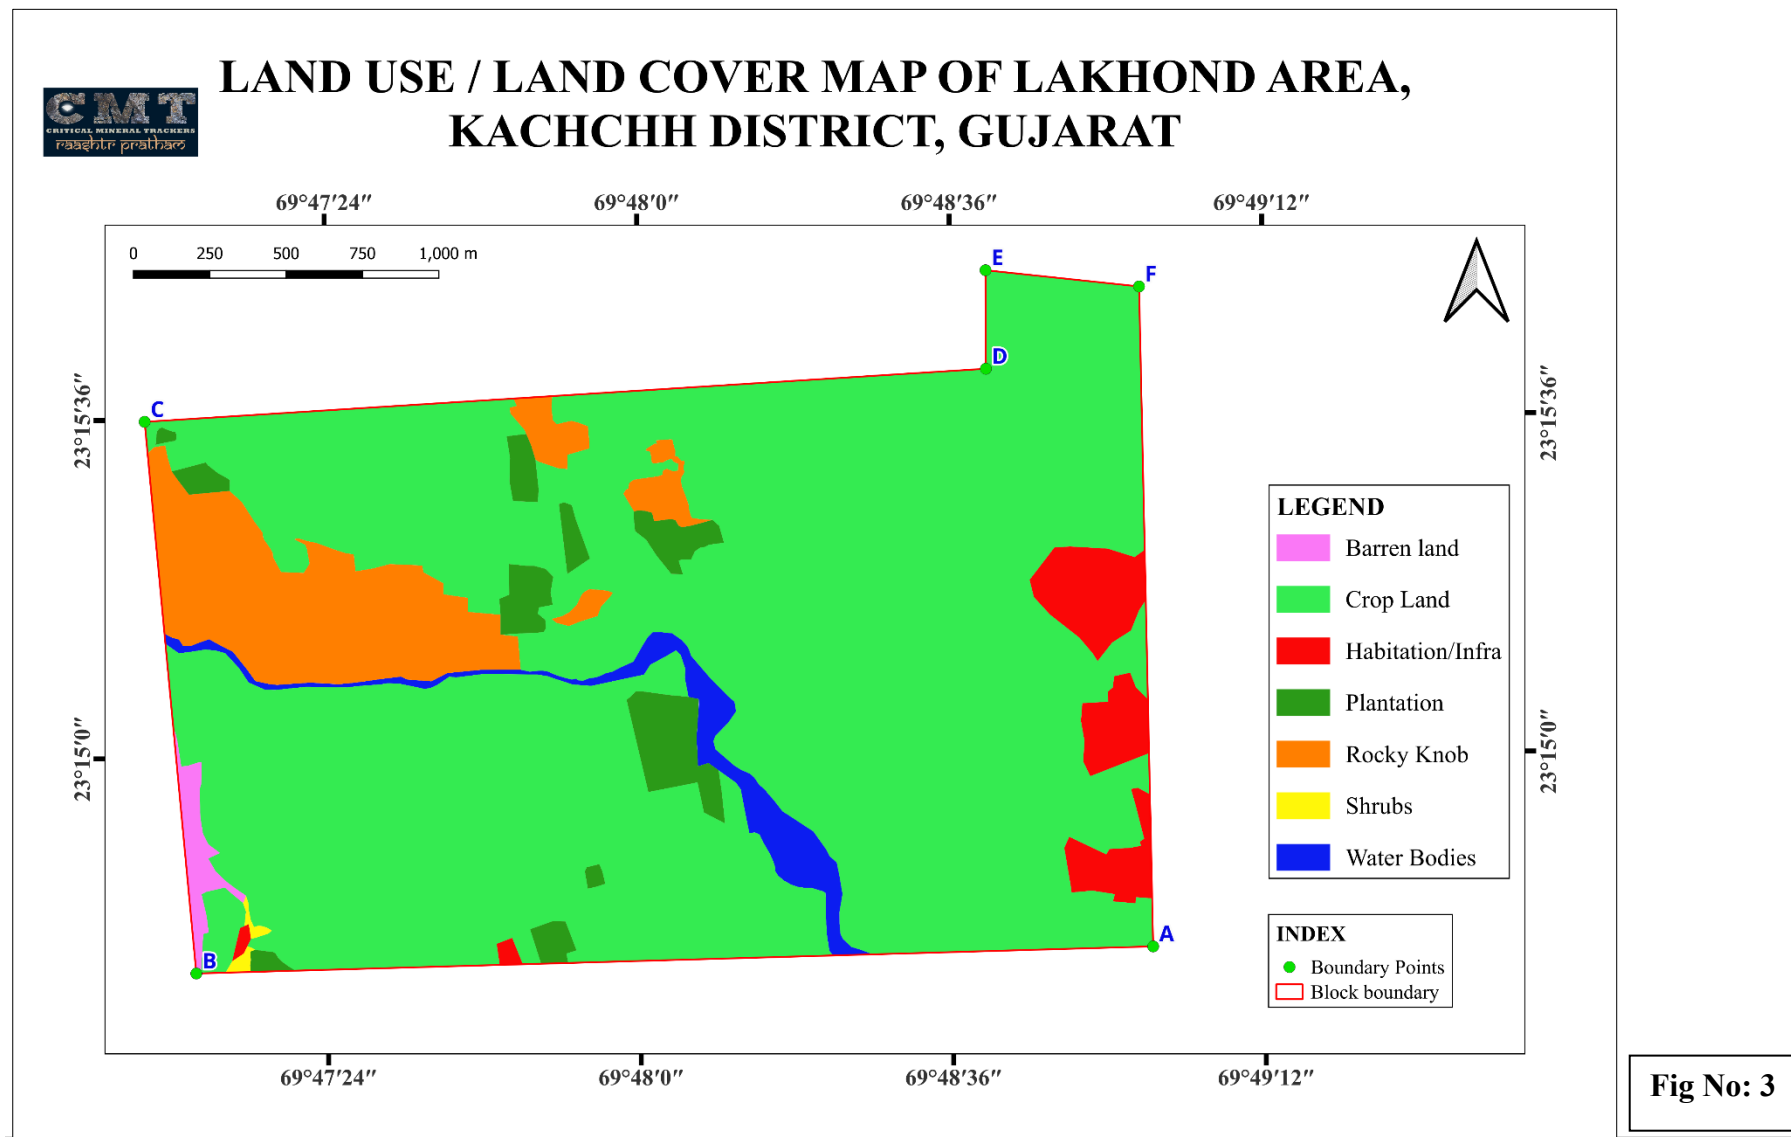 LAND USE / LAND COVER MAP OF LAKHOND AREA,
KACHCHH DISTRICT, GUJARAT
CMT
CRITICAL MINERAL TRACKERS
raashtr pratham
69°47'24" 69°48'0" 69°48'36" 69°49'12"
0 250 500 750 1,000 m
E
F
D
C
23°15'36" 23°15'36"
LEGEND
Barren land
Crop Land
Habitation/Infra
Plantation
Rocky Knob
Shrubs
Water Bodies
23°15'0" 23°15'0"
A
B
INDEX
Boundary Points
Block boundary
69°47'24" 69°48'0" 69°48'36" 69°49'12"
Fig No: 3